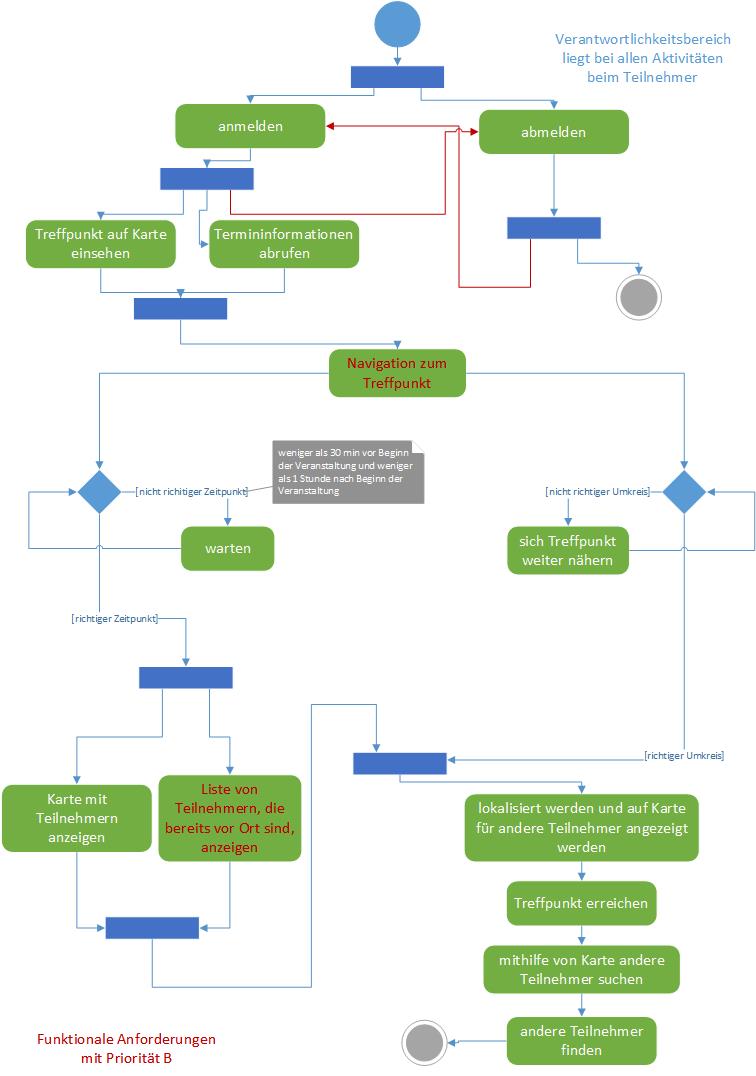 Verantwortlichkeitsbereich
liegt bei allen Aktivitäten
beim Teilnehmer
anmelden
abmelden
Treffpunkt auf Karte
einsehen
Termininformationen
abrufen
Navigation zum
Treffpunkt
weniger als 30 min vor Beginn
der Veranstaltung und weniger
als 1 Stunde nach Beginn der
Veranstaltung
[nicht richitiger Zeitpunkt]
[nicht richtiger Umkreis]
warten
sich Treffpunkt
weiter nähern
[richtiger Zeitpunkt]
[richtiger Umkreis]
Karte mit
Teilnehmern
anzeigen
Liste von
Teilnehmern, die
bereits vor Ort sind,
anzeigen
lokalisiert werden und auf Karte
für andere Teilnehmer angezeigt
werden
Treffpunkt erreichen
mithilfe von Karte andere
Teilnehmer suchen
andere Teilnehmer
finden
Funktionale Anforderungen
mit Priorität B